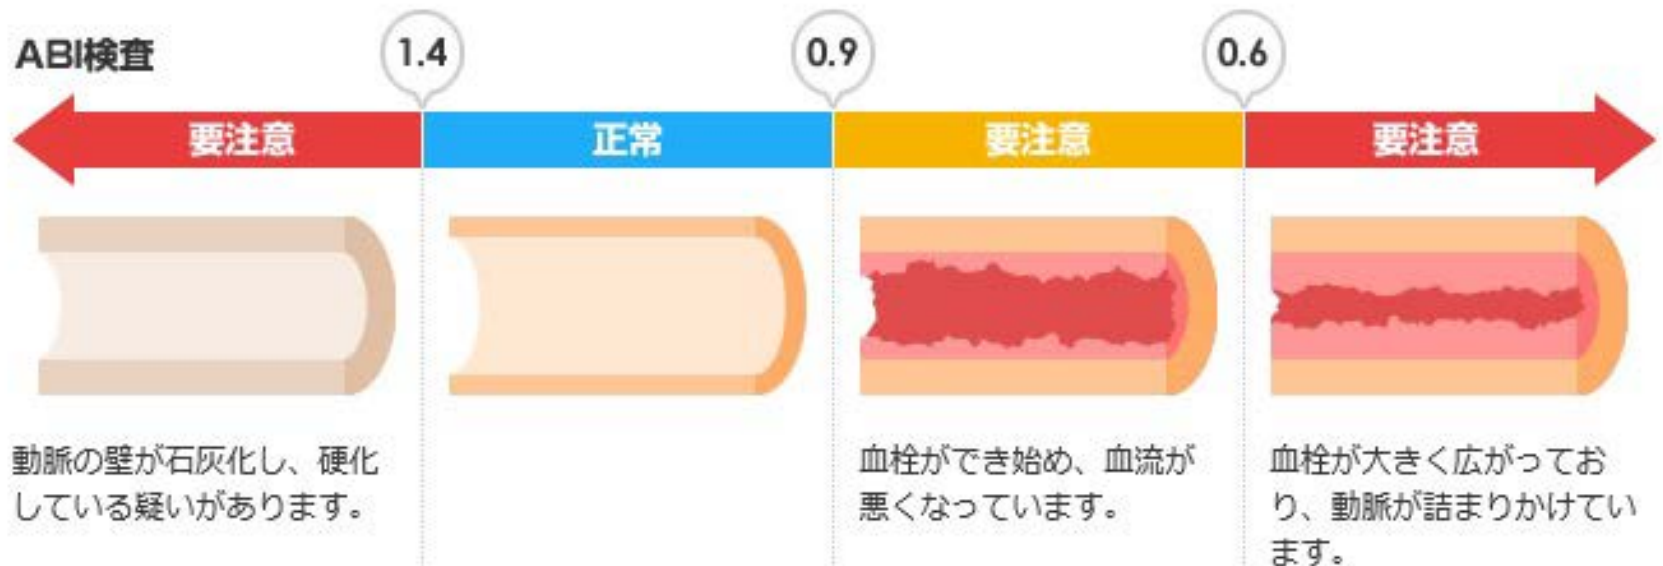 ABI検査
1.4
0.9
0.6
要注意
正常
要注意
要注意
動脈の壁が石灰化し、硬化
している疑いがあります。
血栓ができ始め、血流が
悪くなっています。
血栓が大きく広がってお
り、動脈が詰まりかけてい
ます。